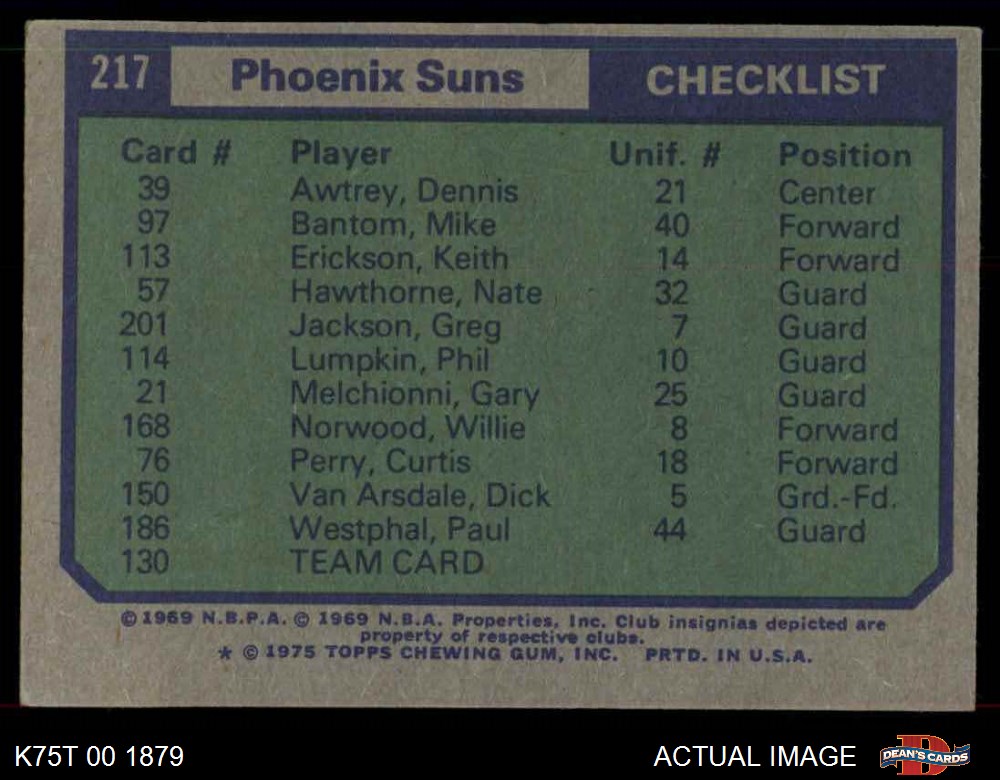 217 Phoenix Suns CHECKLIST
Card # Player Unif. # Position
39 Awtrey, Dennis 21 Center
97 Bantom, Mike 40 Forward
113 Erickson, Keith 14 Forward
57 Hawthorne, Nate 32 Guard
201 Jackson, Greg 7 Guard
114 Lumpkin, Phil 10 Guard
21 Melchionni, Gary 25 Guard
168 Norwood, Willie 8 Forward
76 Perry, Curtis 18 Forward
150 Van Arsdale, Dick 5 Grd.-Fd.
186 Westphal, Paul 44 Guard
130 TEAM CARD
© 1969 N.B.P.A. © 1969 N.B.A. Properties, Inc. Club insignias depicted are
property of respective clubs.
* © 1975 TOPPS CHEWING GUM, INC. PRTD. IN U.S.A.
K75T 00 1879 ACTUAL IMAGE DEAN'S CARDS